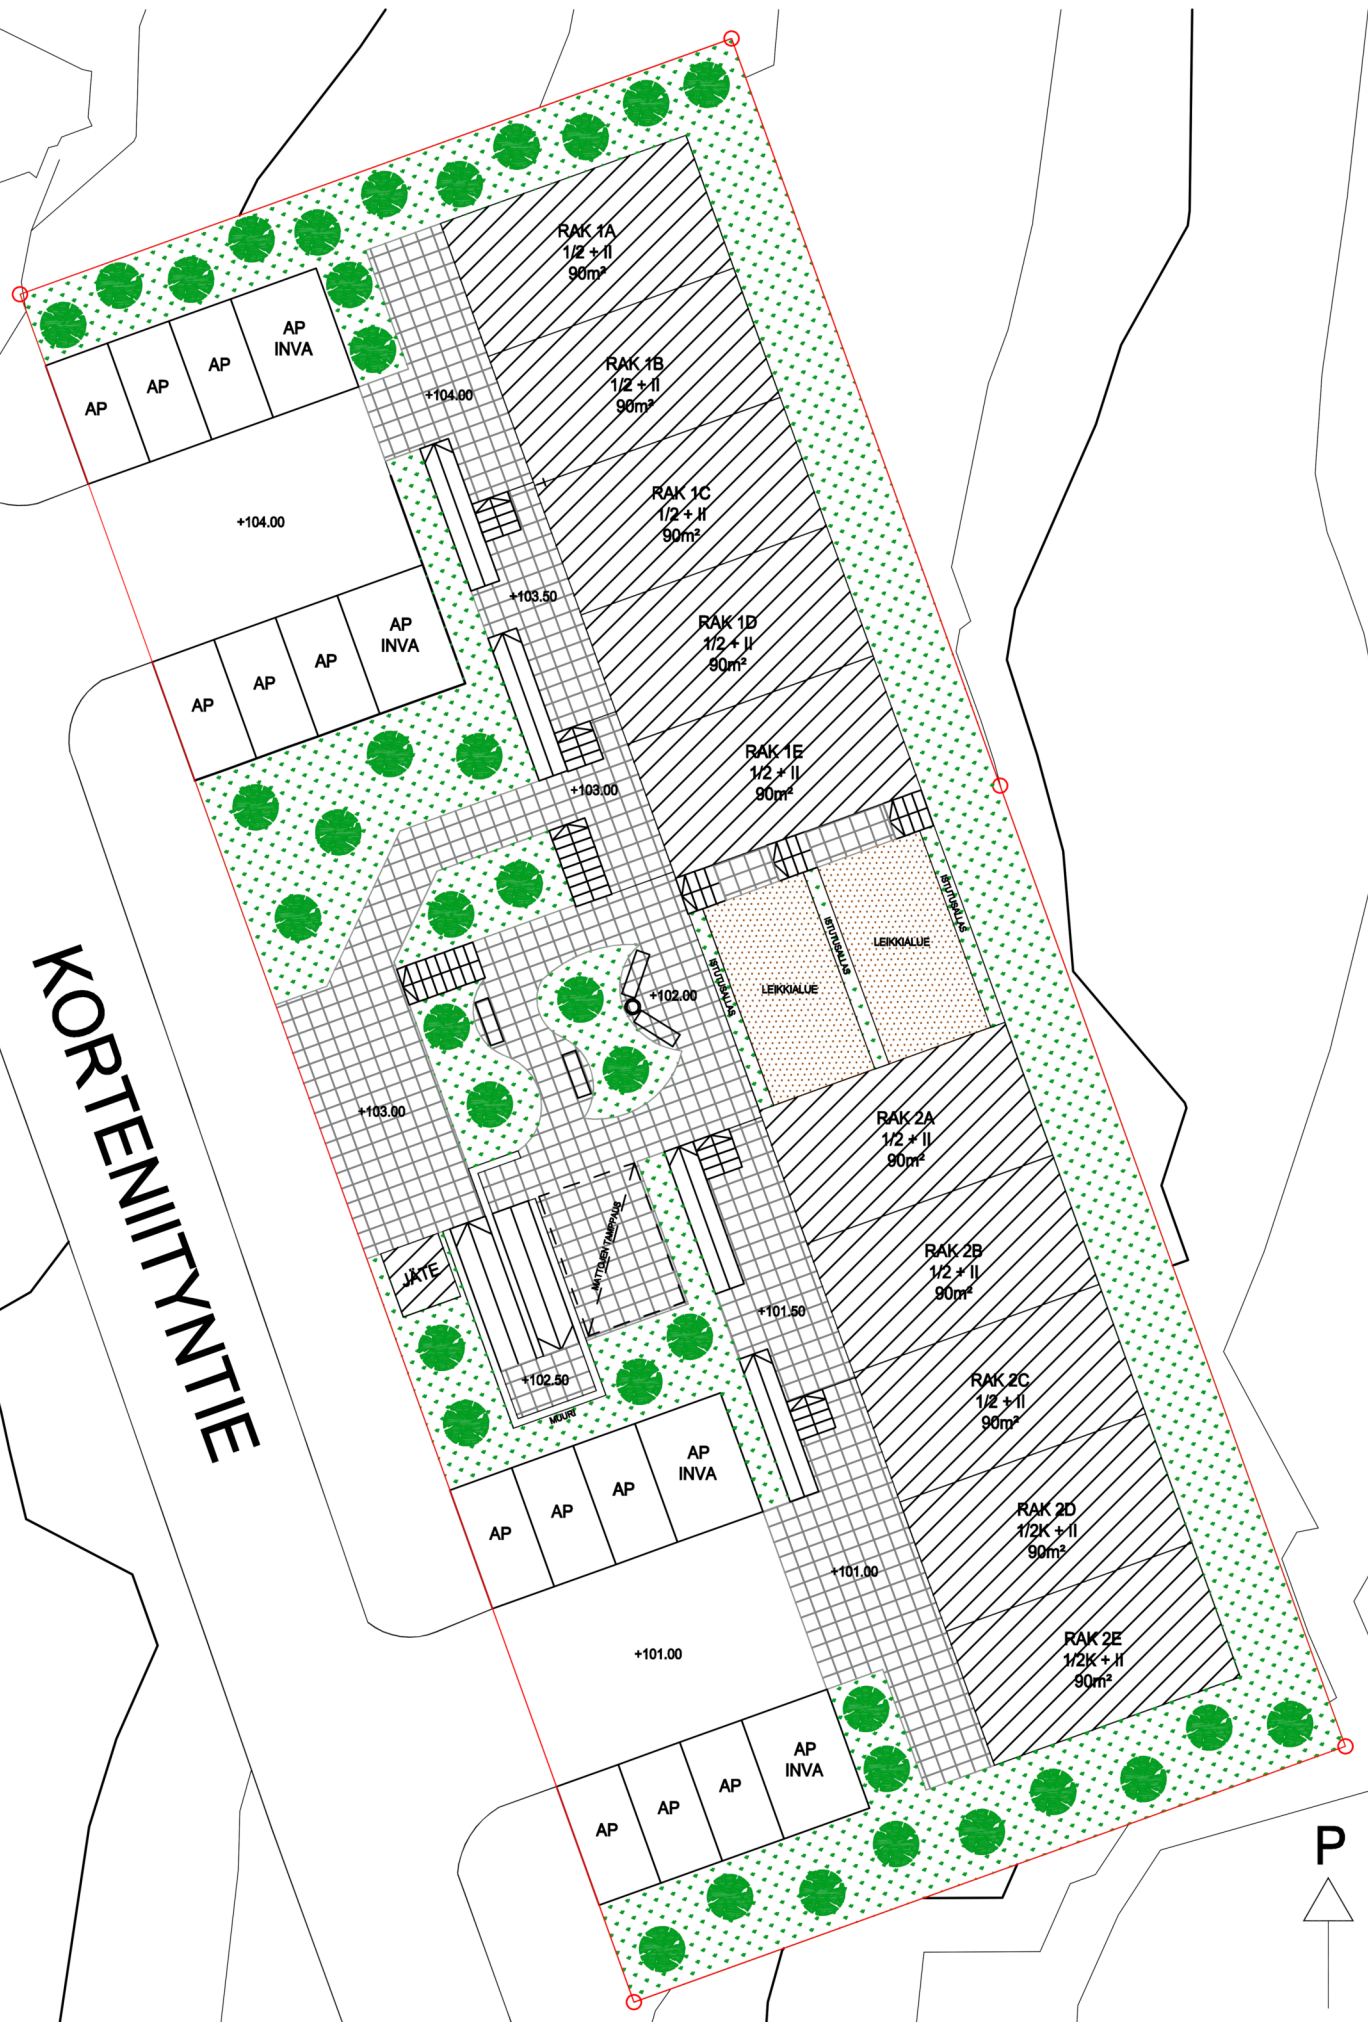 RAK 1A
1/2 + II
90m²
AP
INVA
AP
AP
AP
RAK 1B
1/2 + II
90m²
+104.00
+104.00
RAK 1C
1/2 + II
90m²
+103.50
AP
INVA
AP
AP
AP
RAK 1D
1/2 + II
90m²
RAK 1E
1/2 + II
90m²
+103.00
ISTUTUSALLAS
LEIKKIALUE
ISTUTUSALLAS
LEIKKIALUE
ISTUTUSALLAS
+102.00
KORTENIITYNTIE
+103.00
RAK 2A
1/2 + II
90m²
MATTOJEN TAMPPAUS
JÄTE
RAK 2B
1/2 + II
90m²
+101.50
+102.50
MUURI
RAK 2C
1/2 + II
90m²
AP
INVA
AP
AP
AP
RAK 2D
1/2K + II
90m²
+101.00
+101.00
RAK 2E
1/2K + II
90m²
AP
INVA
AP
AP
AP
P